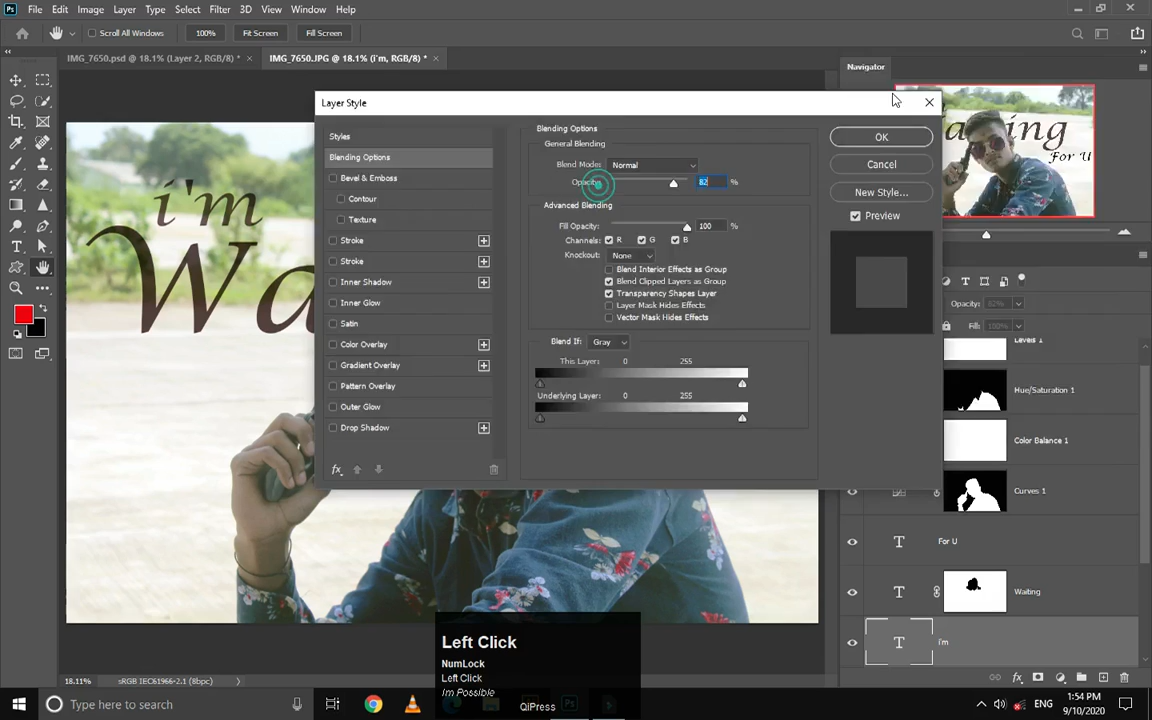 Ps File Edit Image Layer Type Select Filter 3D View Window Help
Scroll All Windows 100% Fit Screen Fill Screen
IMG_7650.psd @ 18.1% (Layer 2, RGB/8) * × IMG_7650.JPG @ 18.1% (i'm, RGB/8) * ×
Navigator
For U
i'm
Wa
Layer Style
Styles
Blending Options
Bevel & Emboss
Contour
Texture
Stroke
Stroke
Inner Shadow
Inner Glow
Satin
Color Overlay
Gradient Overlay
Pattern Overlay
Outer Glow
Drop Shadow
fx
Blending Options
General Blending
Blend Mode: Normal
82 %
Advanced Blending
Fill Opacity: 100 %
Channels: R G B
Knockout: None
Blend Interior Effects as Group
Blend Clipped Layers as Group
Transparency Shapes Layer
Layer Mask Hides Effects
Vector Mask Hides Effects
Blend If: Gray
This Layer: 0 255
Underlying Layer: 0 255
OK
Cancel
New Style...
Preview
Opacity: 82%
Fill: 100%
Levels 1
Hue/Saturation 1
Color Balance 1
Curves 1
For U
Waiting
i'm
Left Click
NumLock
Left Click
Im Possible
QiPress
18.11% sRGB IEC61966-2.1 (8bpc)
Type here to search
ENG
1:54 PM
9/10/2020